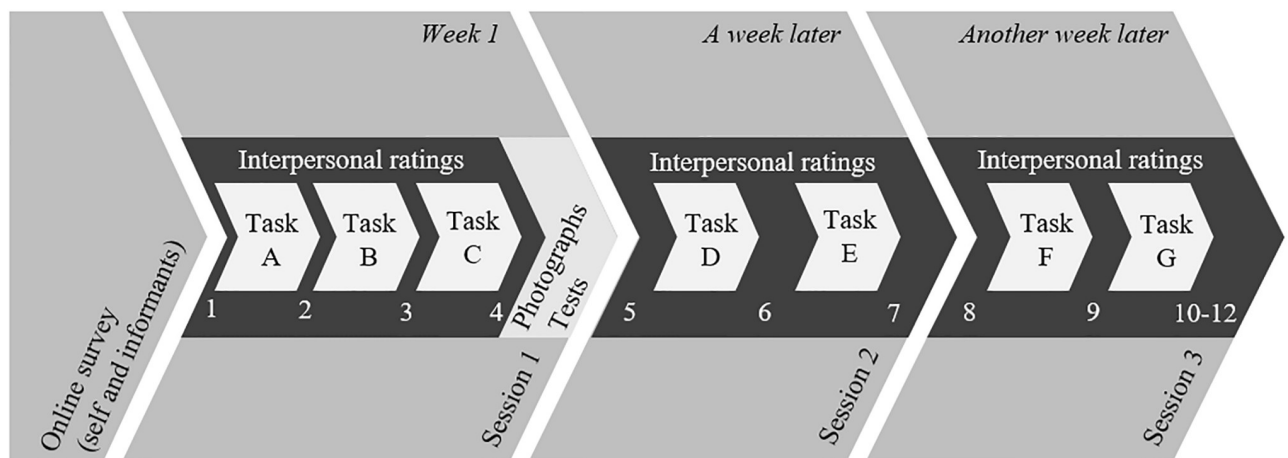 Online survey
(self and informants)
Week 1
Interpersonal ratings
Task
A
Task
B
Task
C
1
2
3
4
Photographs
Tests
Session 1
A week later
Interpersonal ratings
Task
D
Task
E
5
6
7
Session 2
Another week later
Interpersonal ratings
Task
F
Task
G
8
9
10-12
Session 3